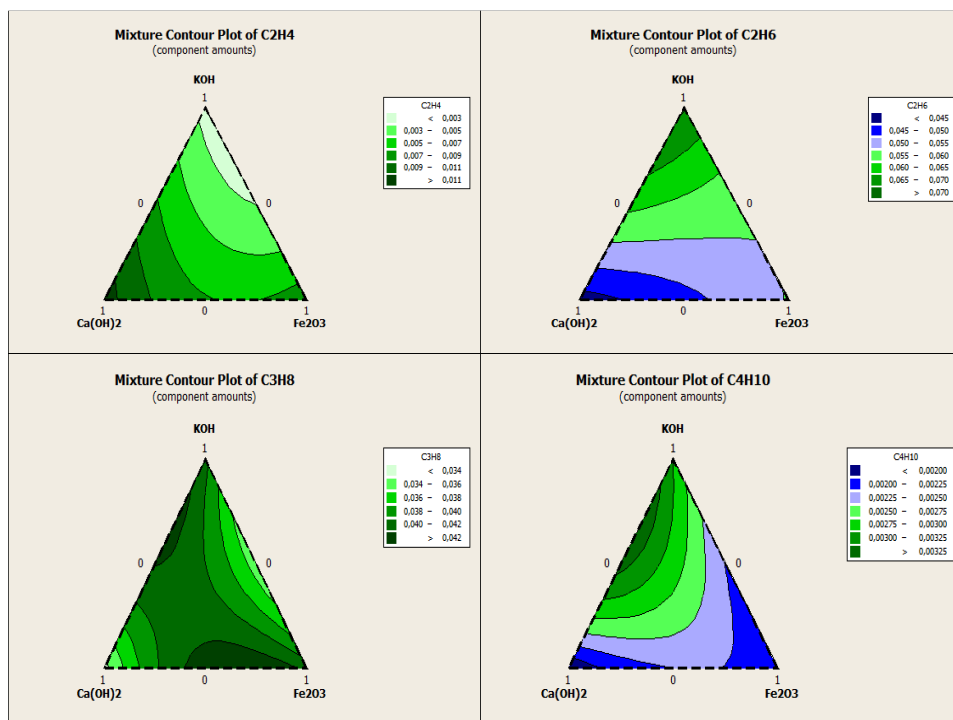 Mixture Contour Plot of C2H4
(component amounts)
KOH
1
C2H4
< 0,003
0,003 – 0,005
0,005 – 0,007
0,007 – 0,009
0,009 – 0,011
> 0,011
0 0
1 0 1
Ca(OH)2 Fe2O3
Mixture Contour Plot of C2H6
(component amounts)
KOH
1
C2H6
< 0,045
0,045 – 0,050
0,050 – 0,055
0,055 – 0,060
0,060 – 0,065
0,065 – 0,070
> 0,070
0 0
1 0 1
Ca(OH)2 Fe2O3
Mixture Contour Plot of C3H8
(component amounts)
KOH
1
C3H8
< 0,034
0,034 – 0,036
0,036 – 0,038
0,038 – 0,040
0,040 – 0,042
> 0,042
0 0
1 0 1
Ca(OH)2 Fe2O3
Mixture Contour Plot of C4H10
(component amounts)
KOH
1
C4H10
< 0,00200
0,00200 – 0,00225
0,00225 – 0,00250
0,00250 – 0,00275
0,00275 – 0,00300
0,00300 – 0,00325
> 0,00325
0 0
1 0 1
Ca(OH)2 Fe2O3